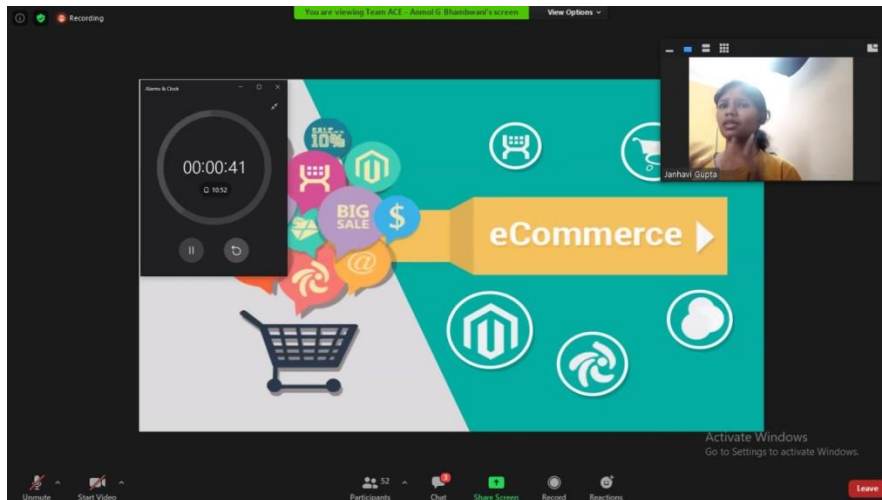 Recording
You are viewing Team ACE - Anmol G Bhambwani's screen
View Options
Alarms & Clock
00:00:41
10:52
SALE
10%
BIG
SALE
$
@
eCommerce
Janhavi Gupta
Activate Windows
Go to Settings to activate Windows.
Unmute
Start Video
52
Participants
3
Chat
Share Screen
Record
Reactions
Leave